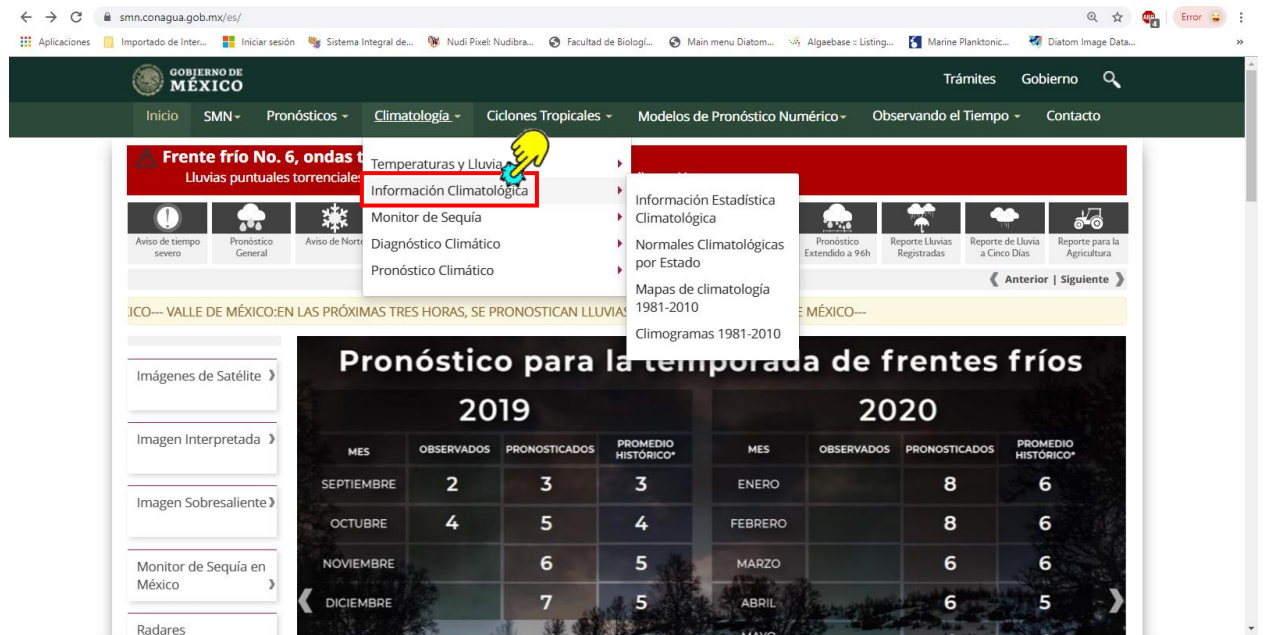 smn.conagua.gob.mx/es/
Error
Aplicaciones
Importado de Inter...
Iniciar sesión
Sistema Integral de...
Nudi Pixel: Nudibra...
Facultad de Biologí...
Main menu Diatom...
Algaebase :: Listing...
Marine Planktonic...
Diatom Image Data...
»
GOBIERNO DE
MÉXICO
Trámites
Gobierno
Inicio
SMN
Pronósticos
Climatología
Ciclones Tropicales
Modelos de Pronóstico Numérico
Observando el Tiempo
Contacto
Frente frío No. 6, ondas t
Lluvias puntuales torrenciale
Temperaturas y Lluvia
Información Climatológica
Monitor de Sequía
Diagnóstico Climático
Pronóstico Climático
Información Estadística
Climatológica
Normales Climatológicas
por Estado
Mapas de climatología
1981-2010
Climogramas 1981-2010
Aviso de tiempo
severo
Pronóstico
General
Aviso de Norte
Pronóstico
Extendido a 96h
Reporte Lluvias
Registradas
Reporte de Lluvia
a Cinco Días
Reporte para la
Agricultura
Anterior | Siguiente
ICO--- VALLE DE MÉXICO:EN LAS PRÓXIMAS TRES HORAS, SE PRONOSTICAN LLUVIAS
E MÉXICO---
Imágenes de Satélite
Imagen Interpretada
Imagen Sobresaliente
Monitor de Sequía en
México
Radares
Pronóstico para la temporada de frentes fríos
2019
2020
MES OBSERVADOS PRONOSTICADOS PROMEDIO HISTÓRICO*
MES OBSERVADOS PRONOSTICADOS PROMEDIO HISTÓRICO*
SEPTIEMBRE 2 3 3
ENERO 8 6
OCTUBRE 4 5 4
FEBRERO 8 6
NOVIEMBRE 6 5
MARZO 6 6
DICIEMBRE 7 5
ABRIL 6 5